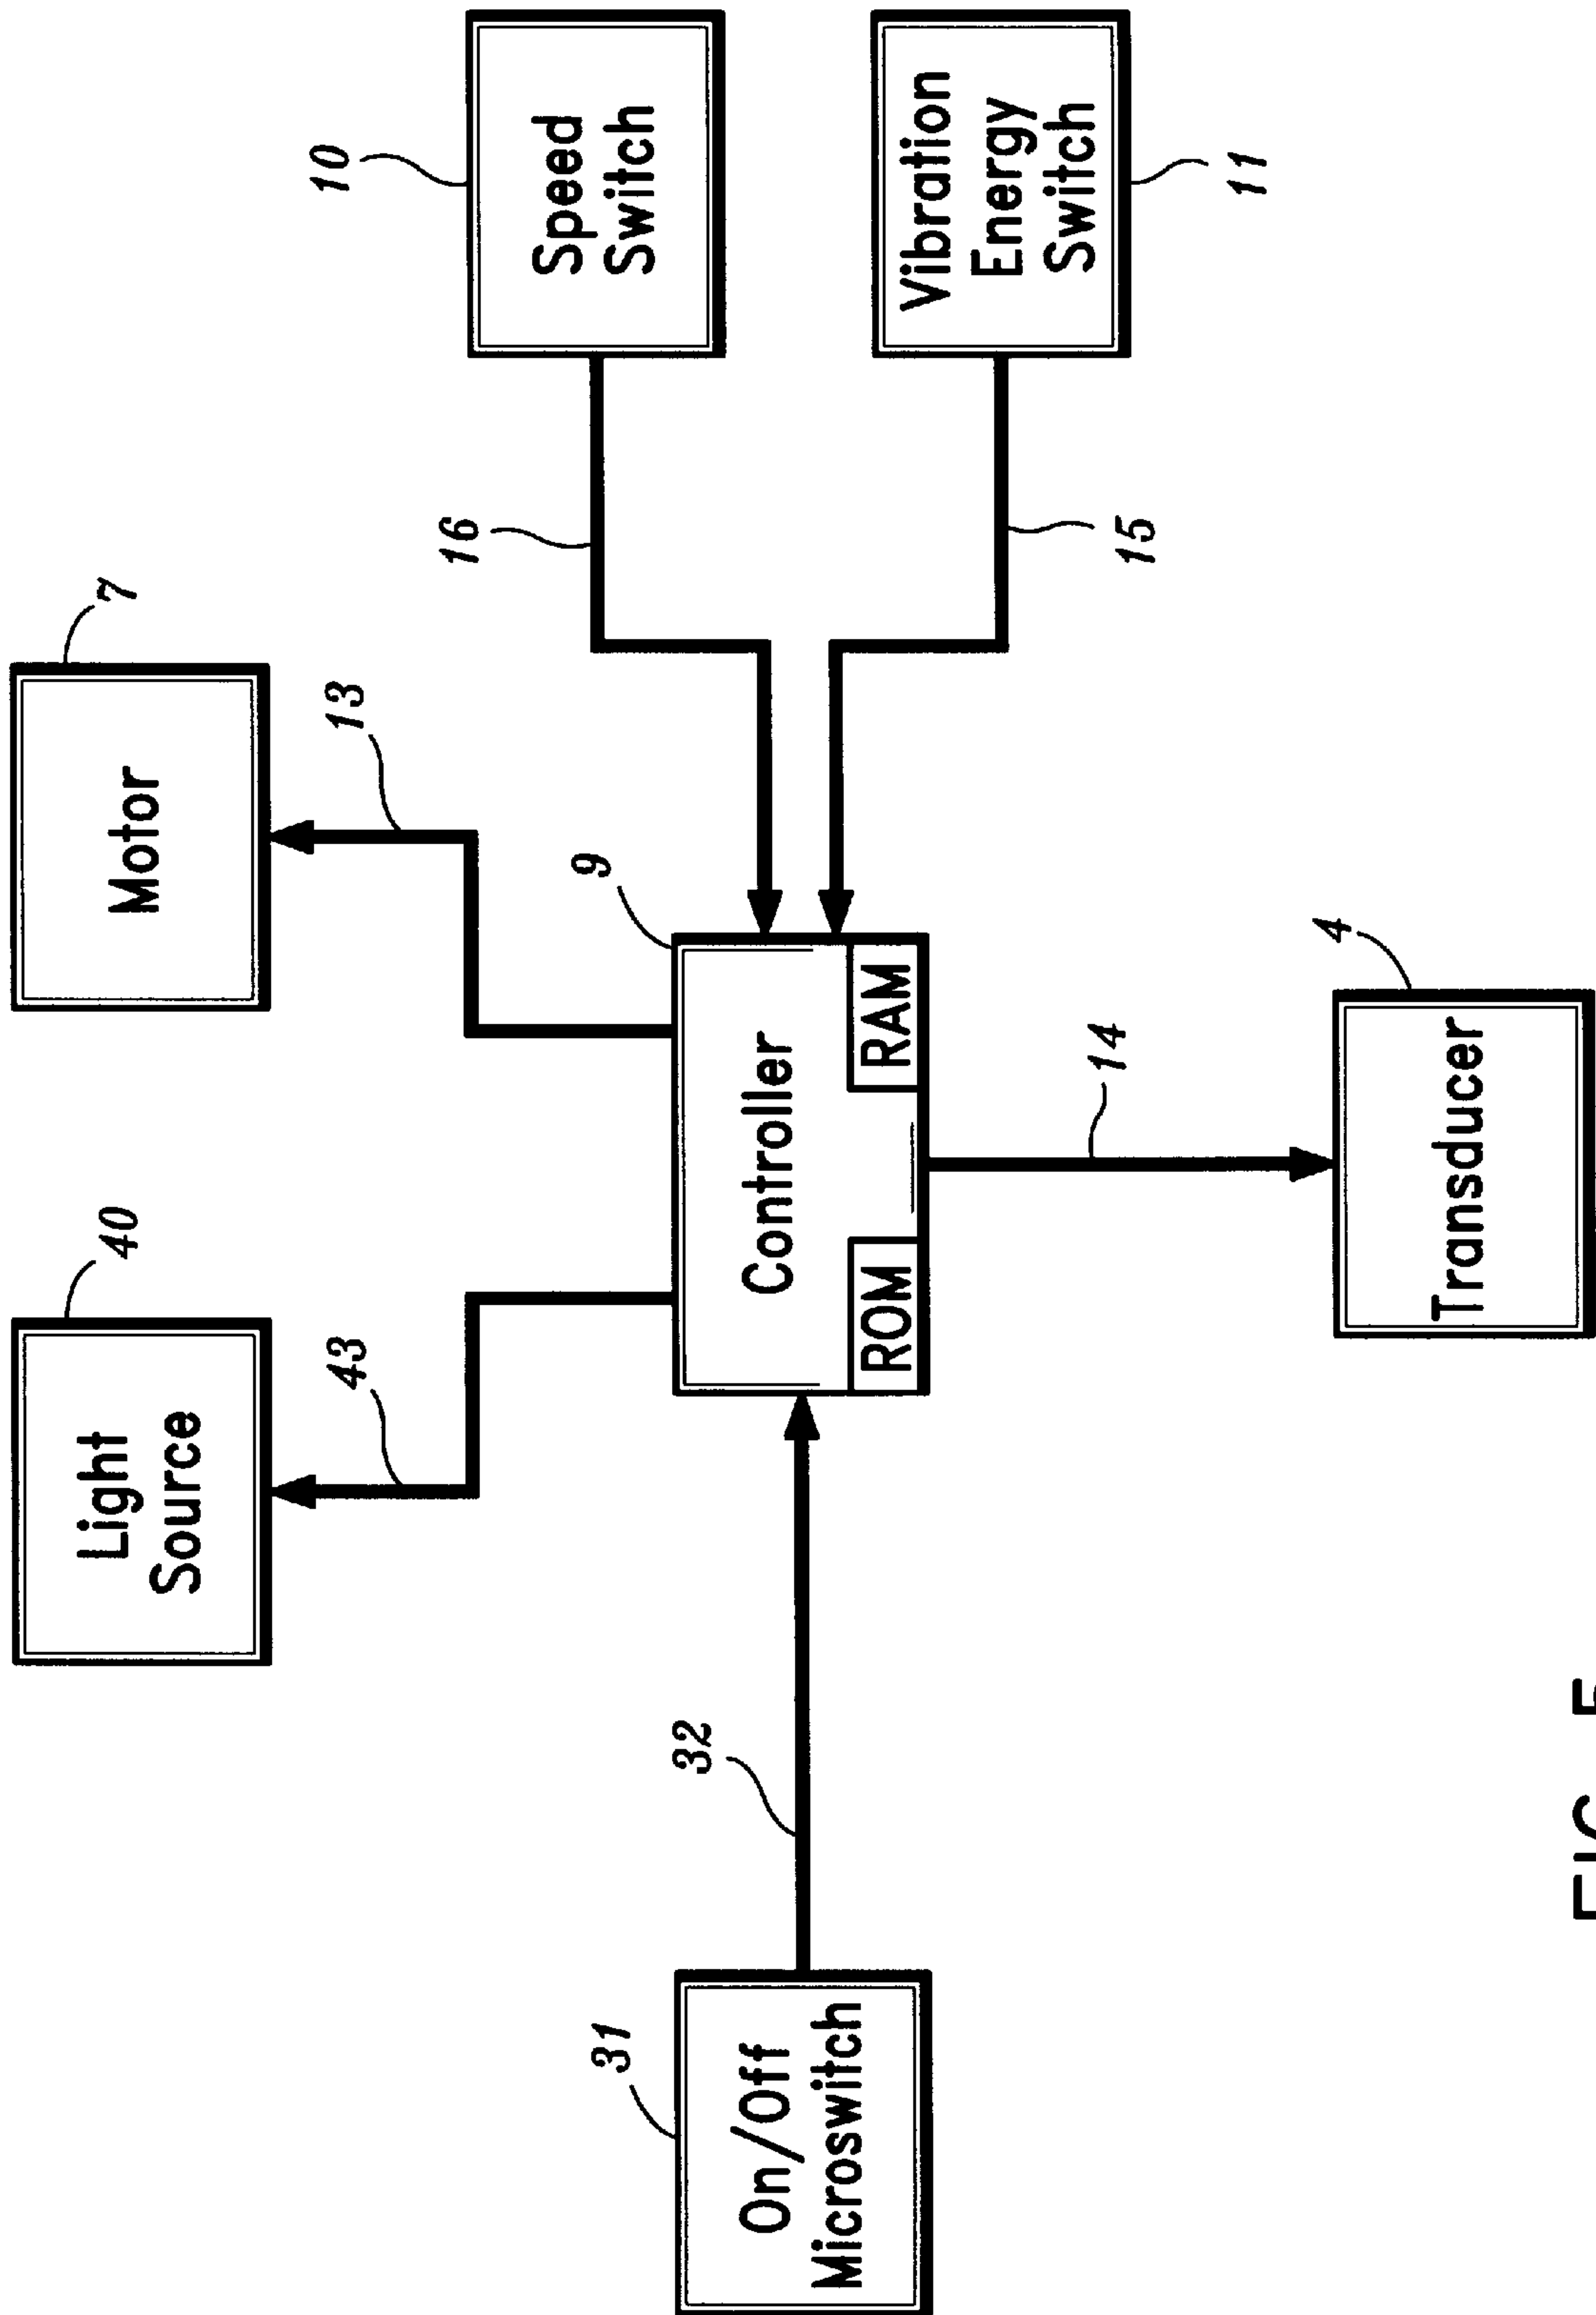 40
Light
Source
7
Motor
43
13
10
Speed
Switch
16
31
On/Off
Microswitch
32
9
Controller
ROM
RAM
Vibration
Energy
Switch
11
15
14
4
Transducer